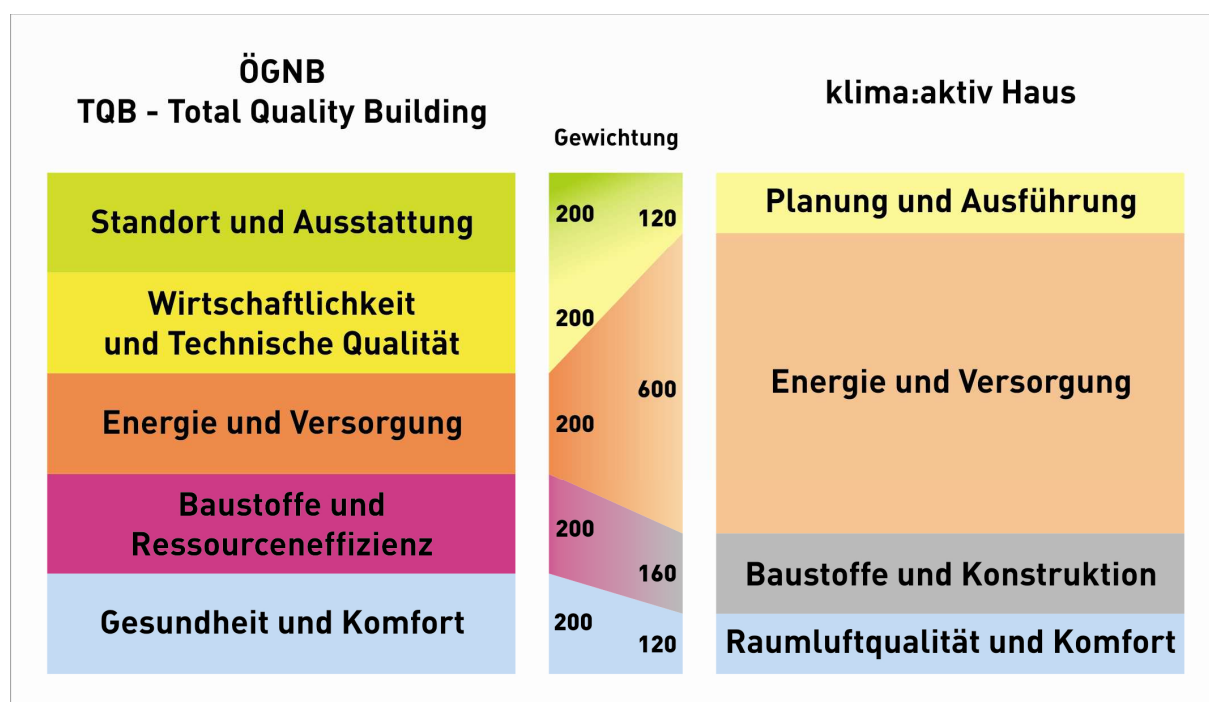 ÖGNB
TQB - Total Quality Building
klima:aktiv Haus
Gewichtung
Standort und Ausstattung
200
120
Planung und Ausführung
Wirtschaftlichkeit
und Technische Qualität
200
600
Energie und Versorgung
Energie und Versorgung
200
Baustoffe und
Ressourceneffizienz
200
160
Baustoffe und Konstruktion
Gesundheit und Komfort
200
120
Raumluftqualität und Komfort